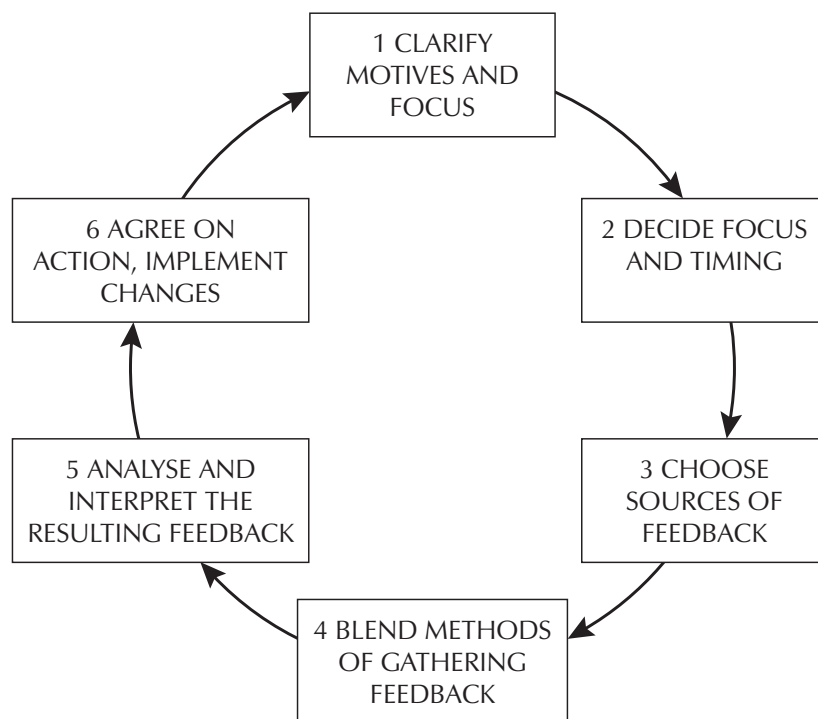 1 CLARIFY
MOTIVES AND
FOCUS
2 DECIDE FOCUS
AND TIMING
3 CHOOSE
SOURCES OF
FEEDBACK
4 BLEND METHODS
OF GATHERING
FEEDBACK
5 ANALYSE AND
INTERPRET THE
RESULTING FEEDBACK
6 AGREE ON
ACTION, IMPLEMENT
CHANGES